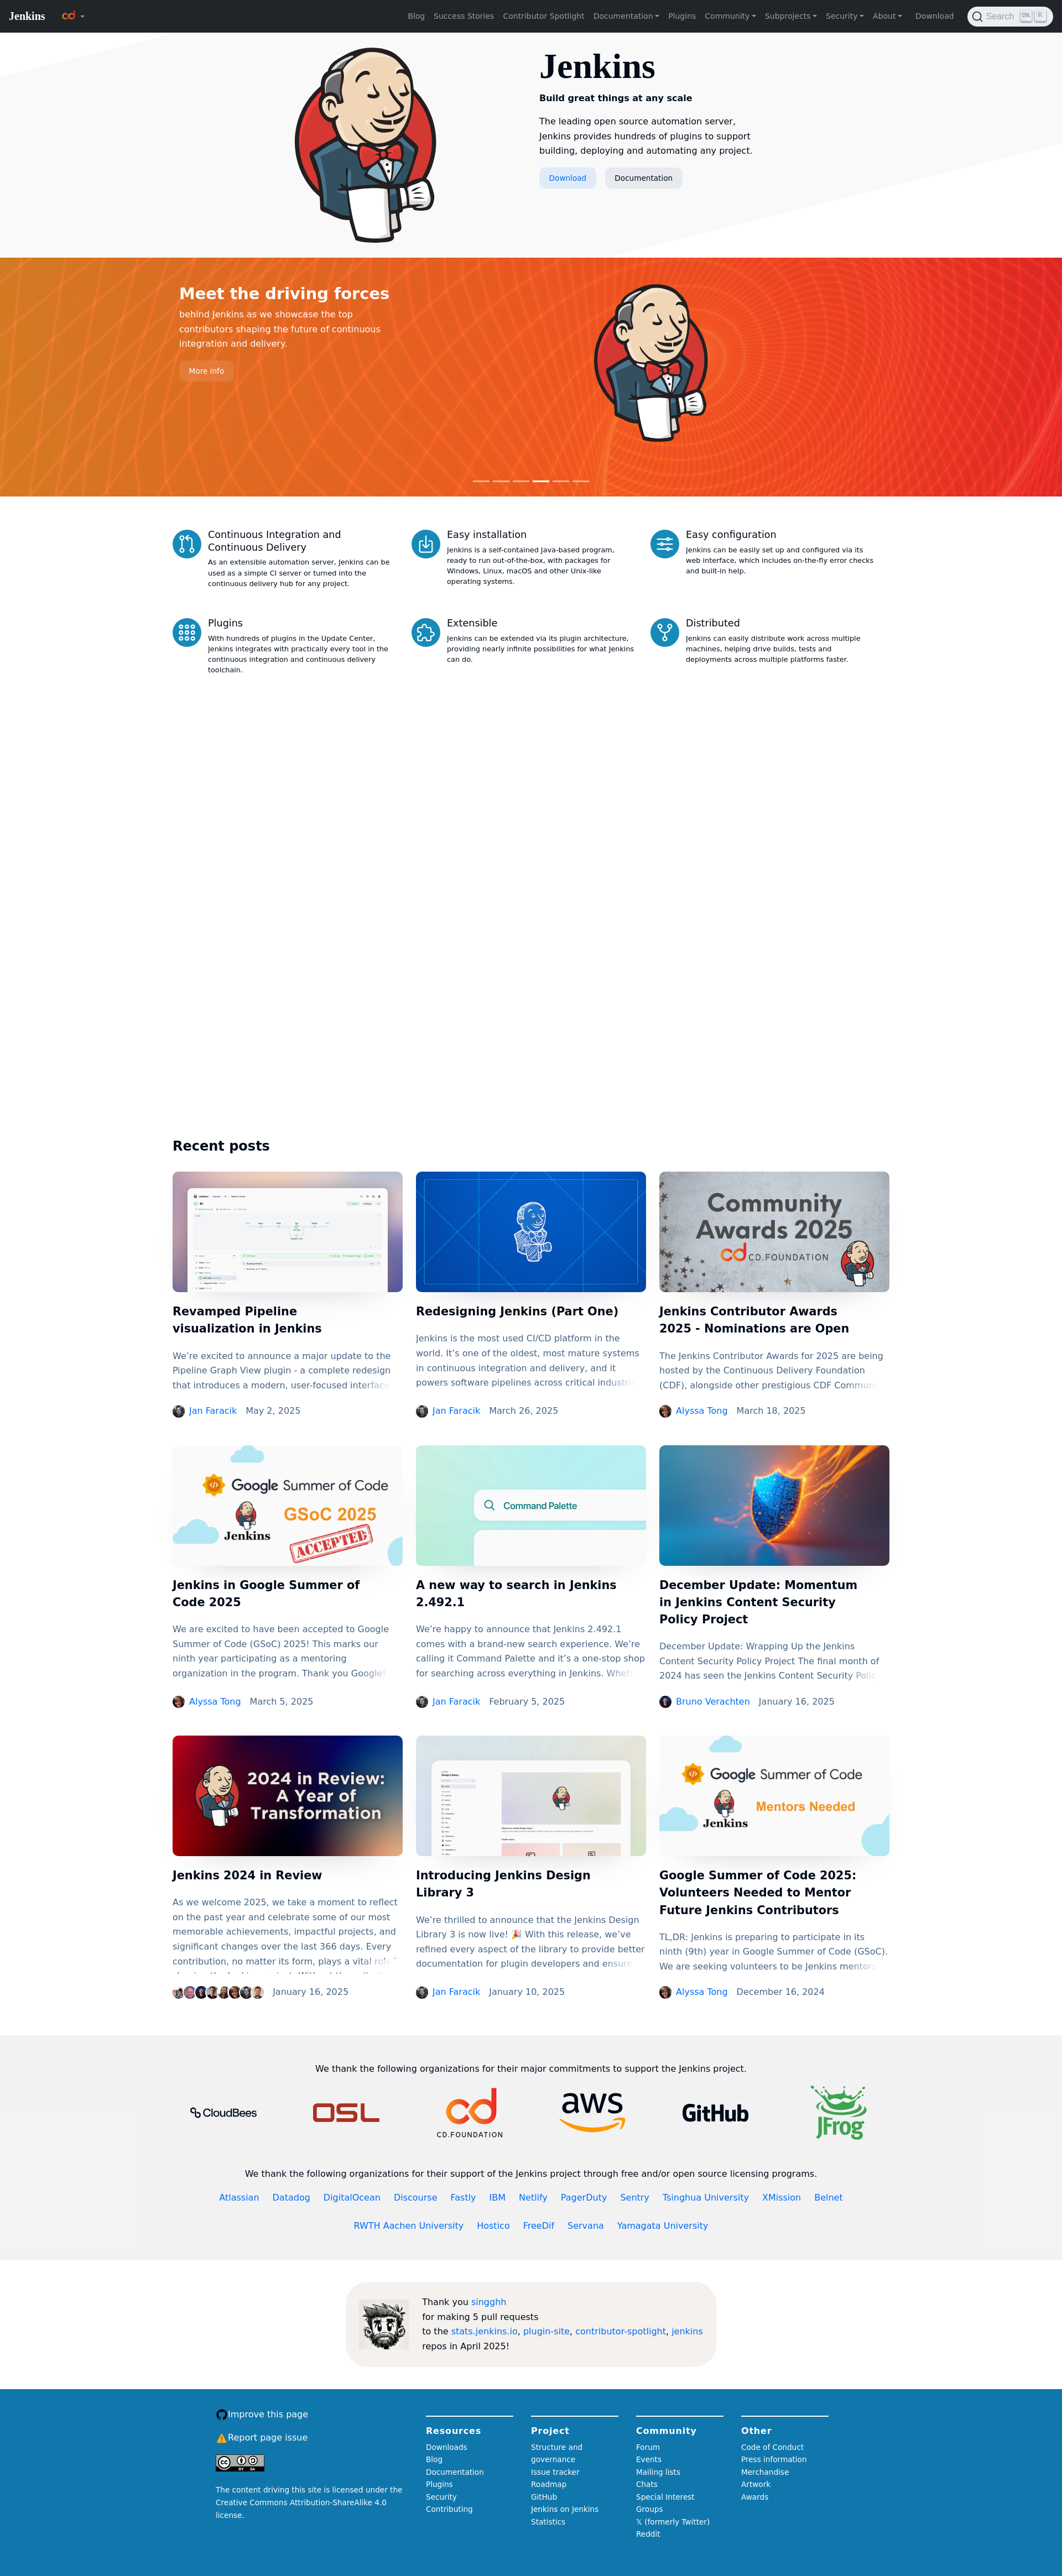 Jenkins
cd
Blog Success Stories Contributor Spotlight Documentation Plugins Community Subprojects Security About Download Search K
Jenkins
Build great things at any scale
The leading open source automation server,
Jenkins provides hundreds of plugins to support
building, deploying and automating any project.
Download Documentation
Meet the driving forces
behind Jenkins as we showcase the top
contributors shaping the future of continuous
integration and delivery.
More info
Continuous Integration and
Continuous Delivery
As an extensible automation server, Jenkins can be
used as a simple CI server or turned into the
continuous delivery hub for any project.
Easy installation
Jenkins is a self-contained Java-based program,
ready to run out-of-the-box, with packages for
Windows, Linux, macOS and other Unix-like
operating systems.
Easy configuration
Jenkins can be easily set up and configured via its
web interface, which includes on-the-fly error checks
and built-in help.
Plugins
With hundreds of plugins in the Update Center,
Jenkins integrates with practically every tool in the
continuous integration and continuous delivery
toolchain.
Extensible
Jenkins can be extended via its plugin architecture,
providing nearly infinite possibilities for what Jenkins
can do.
Distributed
Jenkins can easily distribute work across multiple
machines, helping drive builds, tests and
deployments across multiple platforms faster.
Recent posts
Revamped Pipeline
visualization in Jenkins
We're excited to announce a major update to the
Pipeline Graph View plugin - a complete redesign
that introduces a modern, user-focused interface
Jan Faracik May 2, 2025
Redesigning Jenkins (Part One)
Jenkins is the most used CI/CD platform in the
world. It's one of the oldest, most mature systems
in continuous integration and delivery, and it
powers software pipelines across critical
Jan Faracik March 26, 2025
Community
Awards 2025
cd CD.FOUNDATION
Jenkins Contributor Awards
2025 - Nominations are Open
The Jenkins Contributor Awards for 2025 are being
hosted by the Continuous Delivery Foundation
(CDF), alongside other prestigious CDF
Alyssa Tong March 18, 2025
Google Summer of Code
GSoC 2025
Jenkins
ACCEPTED
Jenkins in Google Summer of
Code 2025
We are excited to have been accepted to Google
Summer of Code (GSoC) 2025! This marks our
ninth year participating as a mentoring
organization in the program. Thank you Google!
Alyssa Tong March 5, 2025
Command Palette
A new way to search in Jenkins
2.492.1
We're happy to announce that Jenkins 2.492.1
comes with a brand-new search experience. We're
calling it Command Palette and it's a one-stop shop
for searching across everything in Jenkins.
Jan Faracik February 5, 2025
December Update: Momentum
in Jenkins Content Security
Policy Project
December Update: Wrapping Up the Jenkins
Content Security Policy Project The final month of
2024 has seen the Jenkins Content Security
Bruno Verachten January 16, 2025
2024 in Review:
A Year of
Transformation
Jenkins 2024 in Review
As we welcome 2025, we take a moment to reflect
on the past year and celebrate some of our most
memorable achievements, impactful projects, and
significant changes over the last 366 days. Every
contribution, no matter its form, plays a vital role
January 16, 2025
Introducing Jenkins Design
Library 3
We're thrilled to announce that the Jenkins Design
Library 3 is now live! 🎉 With this release, we've
refined every aspect of the library to provide better
documentation for plugin developers and ensure
Jan Faracik January 10, 2025
Google Summer of Code
Mentors Needed
Jenkins
Google Summer of Code 2025:
Volunteers Needed to Mentor
Future Jenkins Contributors
TL,DR: Jenkins is preparing to participate in its
ninth (9th) year in Google Summer of Code (GSoC).
We are seeking volunteers to be Jenkins mentors
Alyssa Tong December 16, 2024
We thank the following organizations for their major commitments to support the Jenkins project.
CloudBees OSL cd CD.FOUNDATION aws GitHub JFrog
We thank the following organizations for their support of the Jenkins project through free and/or open source licensing programs.
Atlassian Datadog DigitalOcean Discourse Fastly IBM Netlify PagerDuty Sentry Tsinghua University XMission Belnet
RWTH Aachen University Hostico FreeDif Servana Yamagata University
Thank you singghh
for making 5 pull requests
to the stats.jenkins.io, plugin-site, contributor-spotlight, jenkins
repos in April 2025!
Improve this page
Report page issue
CC BY SA
The content driving this site is licensed under the
Creative Commons Attribution-ShareAlike 4.0
license.
Resources
Downloads
Blog
Documentation
Plugins
Security
Contributing
Project
Structure and
governance
Issue tracker
Roadmap
GitHub
Jenkins on Jenkins
Statistics
Community
Forum
Events
Mailing lists
Chats
Special Interest
Groups
𝕏 (formerly Twitter)
Reddit
Other
Code of Conduct
Press information
Merchandise
Artwork
Awards